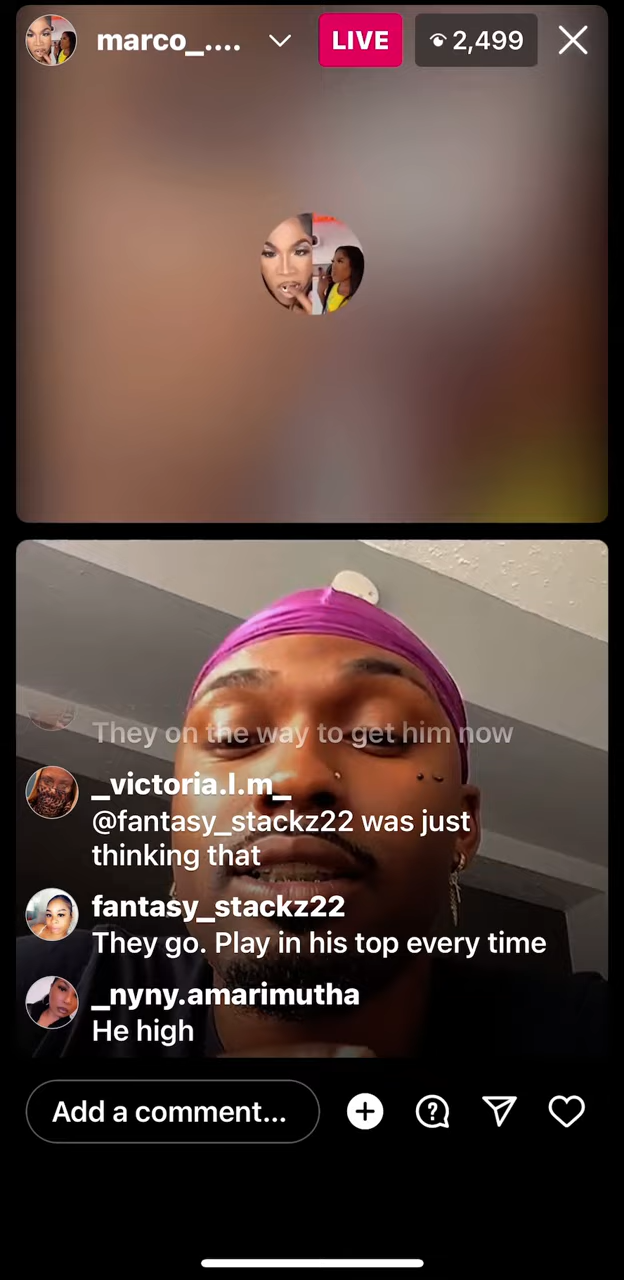 marco_....
LIVE
2,499
They on the way to get him now
_victoria.l.m_
@fantasy_stackz22 was just
thinking that
fantasy_stackz22
They go. Play in his top every time
_nyny.amarimutha
He high
Add a comment...